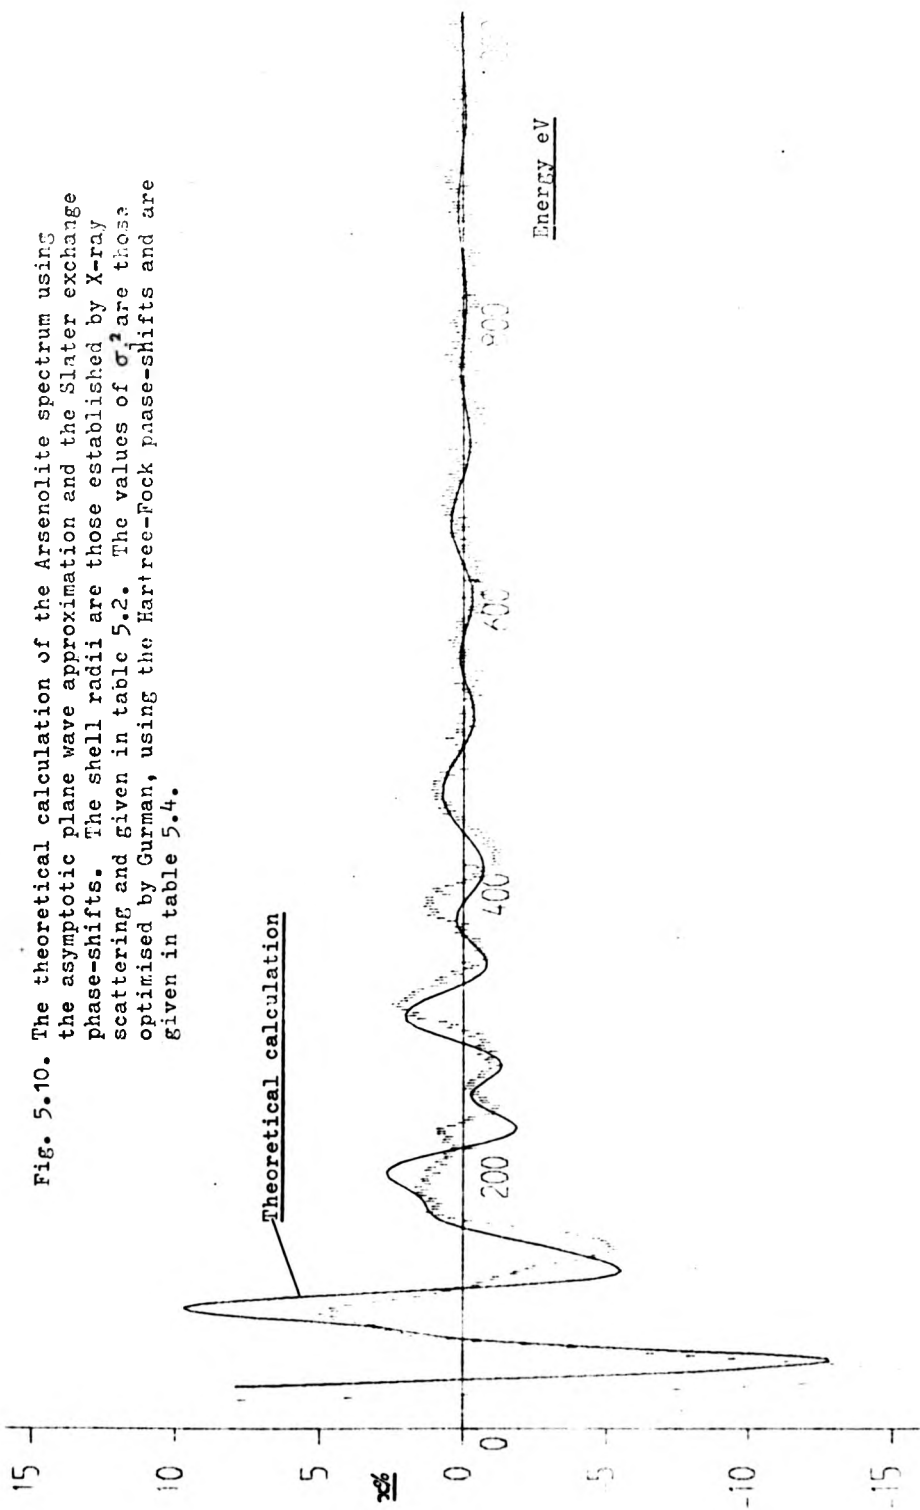 Fig. 5.10. The theoretical calculation of the Arsenolite spectrum using
the asymptotic plane wave approximation and the Slater exchange
phase-shifts. The shell radii are those established by X-ray
scattering and given in table 5.2. The values of σi² are those
optimised by Gurman, using the Hartree-Fock phase-shifts and are
given in table 5.4.
Theoretical calculation
Energy eV
x%
15
10
5
0
-5
-10
-15
0
200
400
600
800